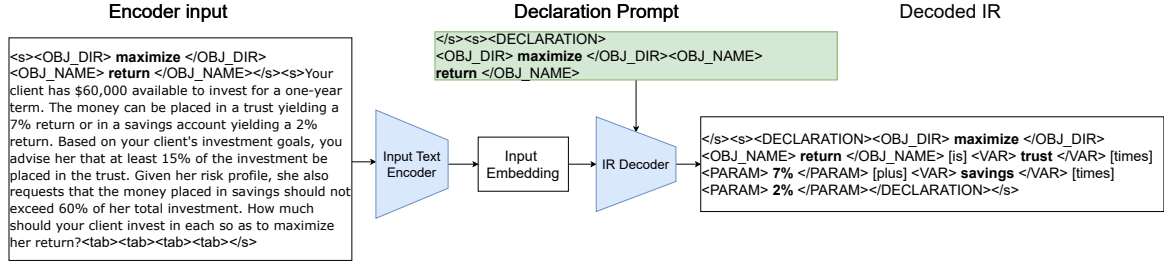 Encoder input
<s><OBJ_DIR> maximize </OBJ_DIR>
<OBJ_NAME> return </OBJ_NAME></s><s>Your
client has $60,000 available to invest for a one-year
term. The money can be placed in a trust yielding a
7% return or in a savings account yielding a 2%
return. Based on your client's investment goals, you
advise her that at least 15% of the investment be
placed in the trust. Given her risk profile, she also
requests that the money placed in savings should not
exceed 60% of her total investment. How much
should your client invest in each so as to maximize
her return?<tab><tab><tab><tab></s>
Input Text
Encoder
Input
Embedding
Declaration Prompt
</s><s><DECLARATION>
<OBJ_DIR> maximize </OBJ_DIR><OBJ_NAME>
return </OBJ_NAME>
IR Decoder
Decoded IR
</s><s><DECLARATION><OBJ_DIR> maximize </OBJ_DIR>
<OBJ_NAME> return </OBJ_NAME> [is] <VAR> trust </VAR> [times]
<PARAM> 7% </PARAM> [plus] <VAR> savings </VAR> [times]
<PARAM> 2% </PARAM></DECLARATION></s>